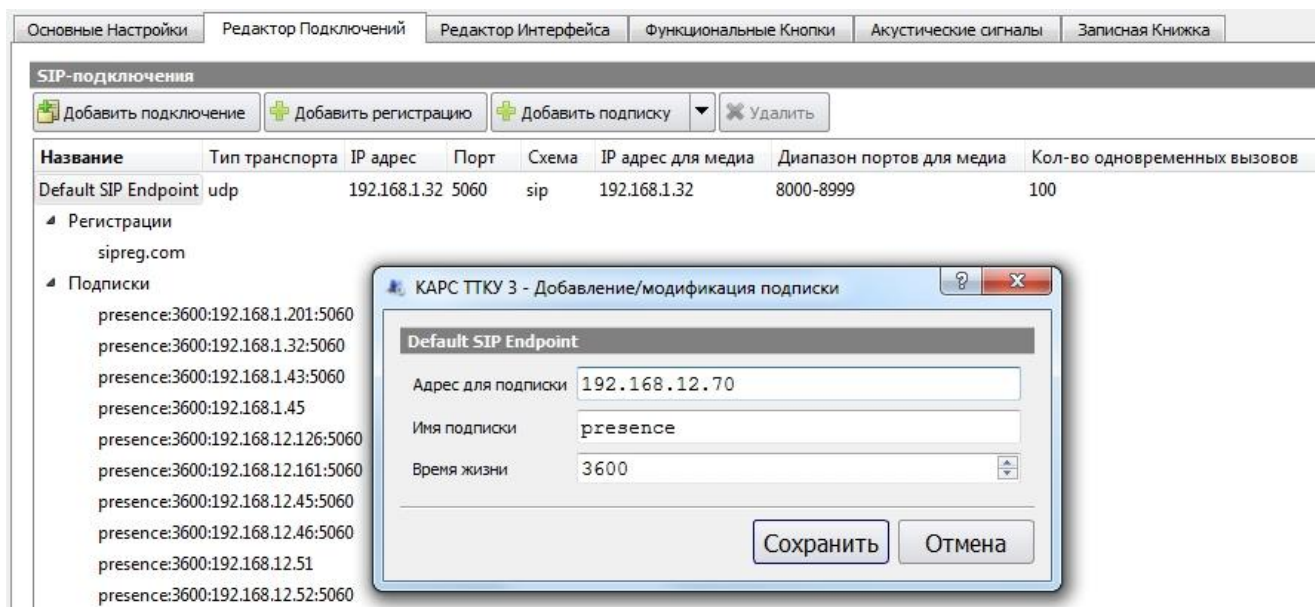 Основные Настройки Редактор Подключений Редактор Интерфейса Функциональные Кнопки Акустические сигналы Записная Книжка
SIP-подключения
Добавить подключение Добавить регистрацию Добавить подписку Удалить
Название Тип транспорта IP адрес Порт Схема IP адрес для медиа Диапазон портов для медиа Кол-во одновременных вызовов
Default SIP Endpoint udp 192.168.1.32 5060 sip 192.168.1.32 8000-8999 100
Регистрации
sipreg.com
Подписки
presence:3600:192.168.1.201:5060
presence:3600:192.168.1.32:5060
presence:3600:192.168.1.43:5060
presence:3600:192.168.1.45
presence:3600:192.168.12.126:5060
presence:3600:192.168.12.161:5060
presence:3600:192.168.12.45:5060
presence:3600:192.168.12.46:5060
presence:3600:192.168.12.51
presence:3600:192.168.12.52:5060
КАРС ТТКУ 3 - Добавление/модификация подписки
Default SIP Endpoint
Адрес для подписки 192.168.12.70
Имя подписки presence
Время жизни 3600
Сохранить Отмена